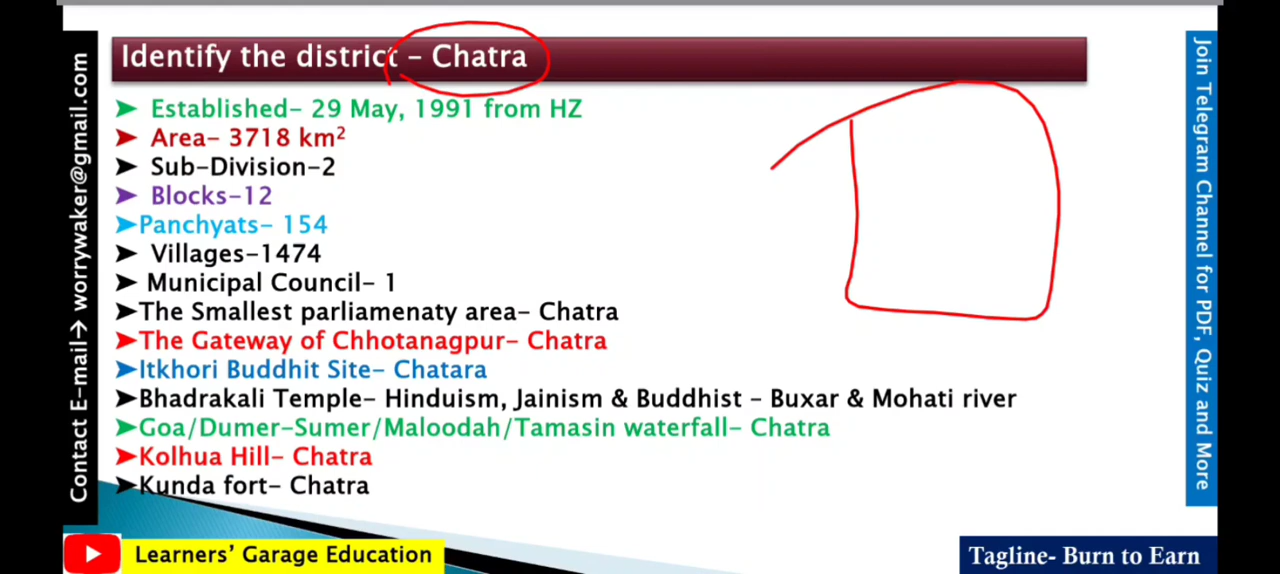 Identify the district – Chatra
➤ Established– 29 May, 1991 from HZ
➤ Area– 3718 km²
➤ Sub-Division-2
➤ Blocks-12
➤Panchyats– 154
➤ Villages-1474
➤ Municipal Council– 1
➤The Smallest parliamenaty area– Chatra
➤The Gateway of Chhotanagpur– Chatra
➤Itkhori Buddhit Site– Chatara
➤Bhadrakali Temple– Hinduism, Jainism & Buddhist – Buxar & Mohati river
➤Goa/Dumer-Sumer/Maloodah/Tamasin waterfall– Chatra
➤Kolhua Hill– Chatra
➤Kunda fort– Chatra
Contact E-mail→ worrywaker@gmail.com
Join Telegram Channel for PDF, Quiz and More
Learners’ Garage Education
Tagline- Burn to Earn